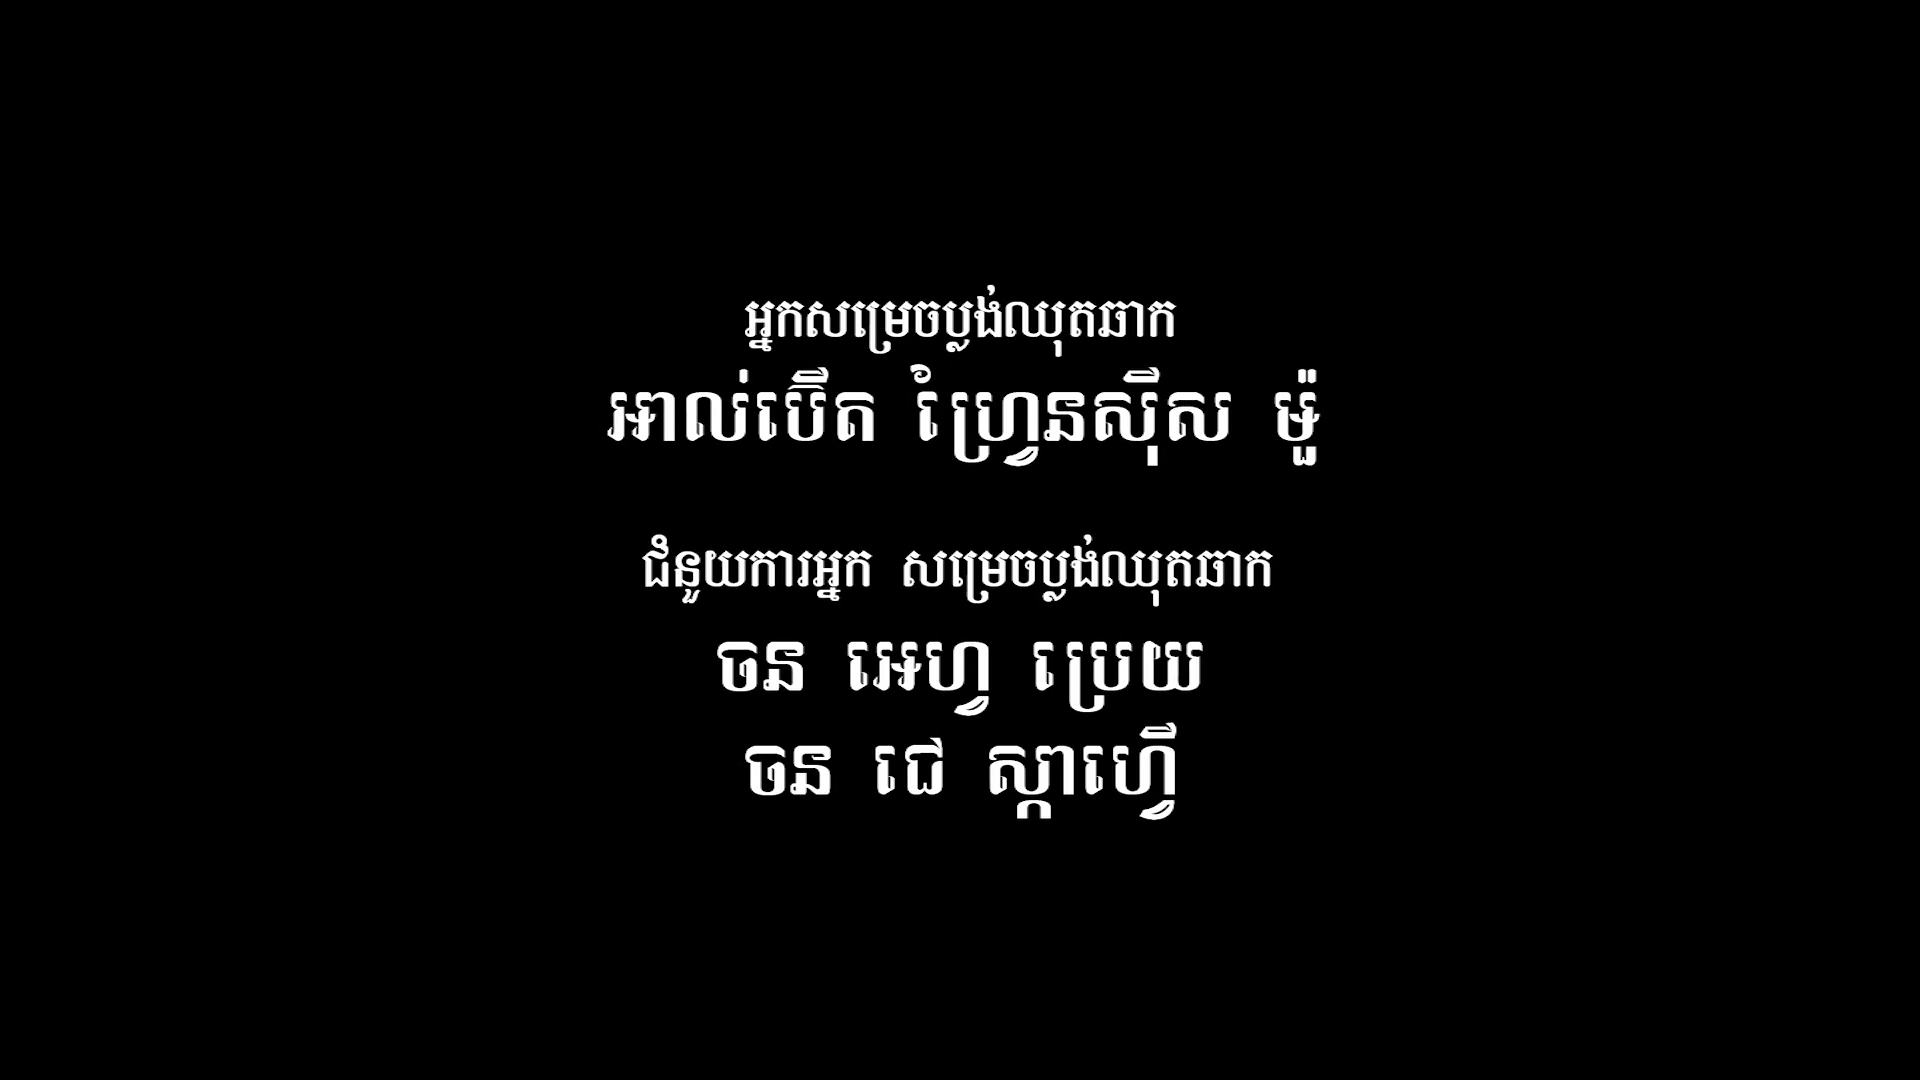 អ្នកសម្រេចប្លង់ឈុតឆាក
អាល់ប៊ើត ហ្វ្រែនស៊ីស ម៉ូ
ជំនួយការអ្នក សម្រេចប្លង់ឈុតឆាក
ចន អេហ្វ ប្រេយ
ចន ជេ ស្កាហ្វើ